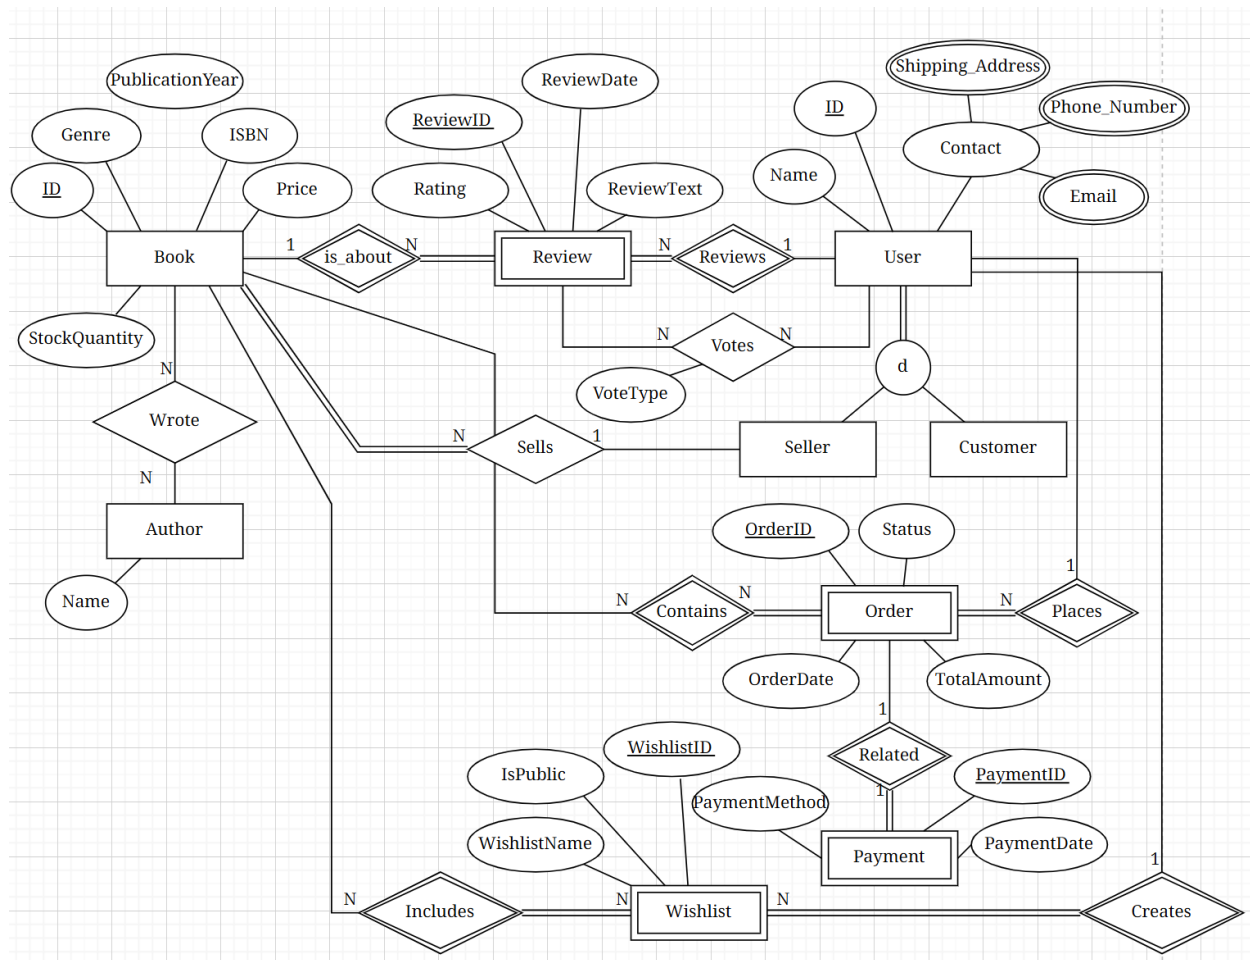 Shipping_Address
PublicationYear
ReviewDate
ID
Phone_Number
ReviewID
Genre
ISBN
Contact
Name
ID
Price
Rating
ReviewText
Email
1
N
N
1
Book
is_about
Review
Reviews
User
StockQuantity
N
N
Votes
d
N
VoteType
Wrote
N
1
Sells
Seller
Customer
N
Author
OrderID
Status
1
Name
N
N
N
Contains
Order
Places
OrderDate
TotalAmount
1
WishlistID
Related
IsPublic
PaymentID
1
PaymentMethod
WishlistName
PaymentDate
Payment
1
N
N
N
Includes
Wishlist
Creates